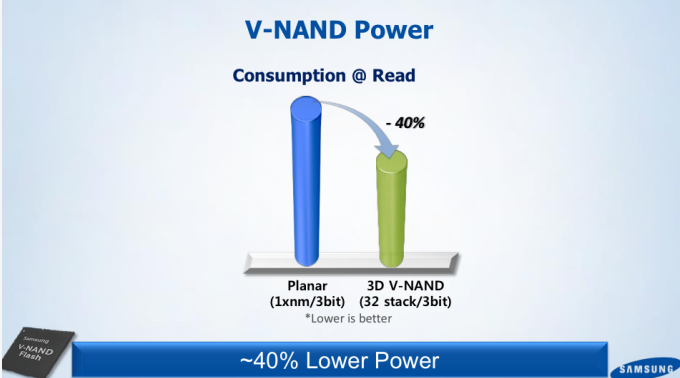 V-NAND Power
Consumption @ Read
- 40%
Planar
(1xnm/3bit)
3D V-NAND
(32 stack/3bit)
*Lower is better
Samsung
V-NAND
Flash
~40% Lower Power
SAMSUNG